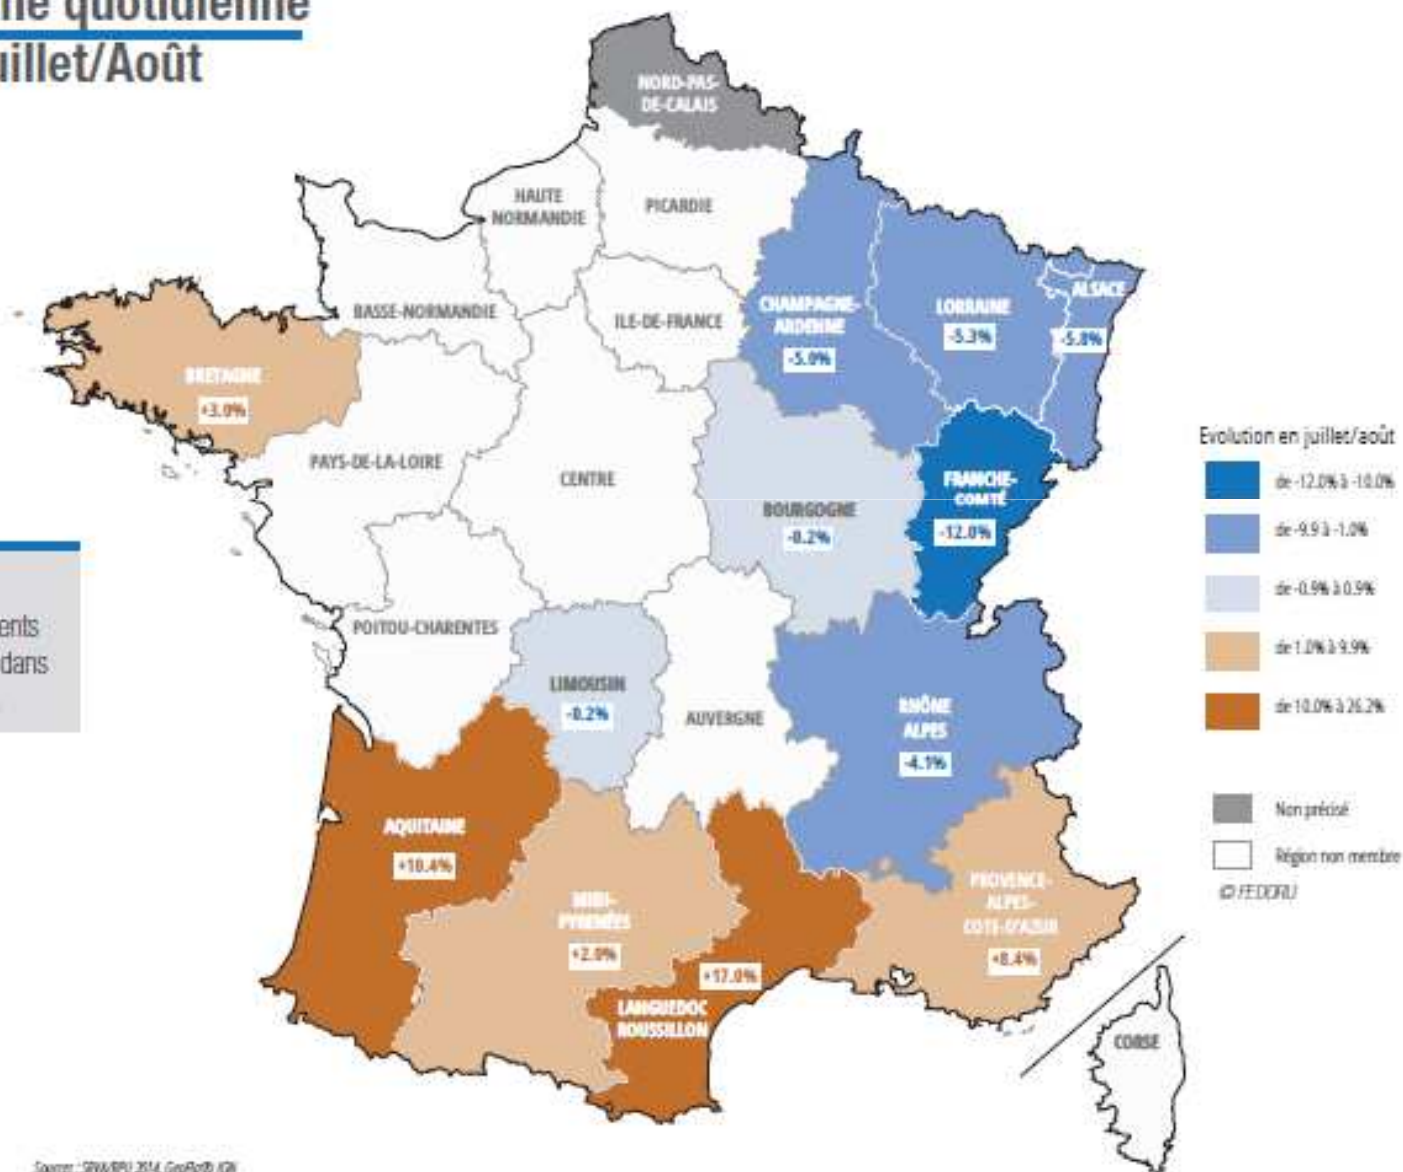 ne quotidienne
uillet/Août
NORD-PAS-
DE-CALAIS
HAUTE
NORMANDIE
PICARDIE
BASSE-NORMANDIE
ILE-DE-FRANCE
CHAMPAGNE-
ARDENNE
-5.0%
LORRAINE
-5.3%
ALSACE
-5.8%
BRETAGNE
+3.0%
PAYS-DE-LA-LOIRE
CENTRE
BOURGOGNE
-0.2%
FRANCHE-
COMTÉ
-12.0%
Evolution en juillet/août
de -12.0% à -10.0%
de -9.9 à -1.0%
de -0.9% à 0.9%
de 1.0% à 9.9%
de 10.0% à 26.2%
Non précisé
Région non membre
© FEDORU
ents
dans
POITOU-CHARENTES
LIMOUSIN
-0.2%
AUVERGNE
RHÔNE
ALPES
-4.1%
AQUITAINE
+10.4%
MIDI-
PYRENÉES
+2.0%
+17.0%
LANGUEDOC
ROUSSILLON
PROVENCE-
ALPES-
COTE-D'AZUR
+8.4%
CORSE
2014, IGN